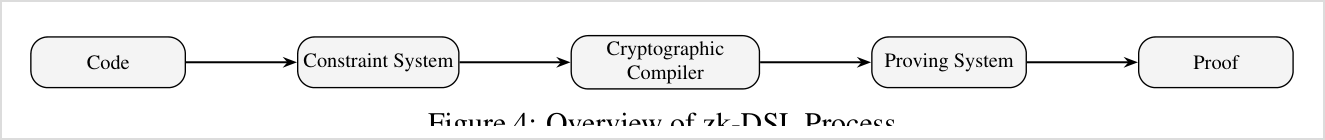 Code
Constraint System
Cryptographic
Compiler
Proving System
Proof
Figure 4: Overview of zk-DSL Process